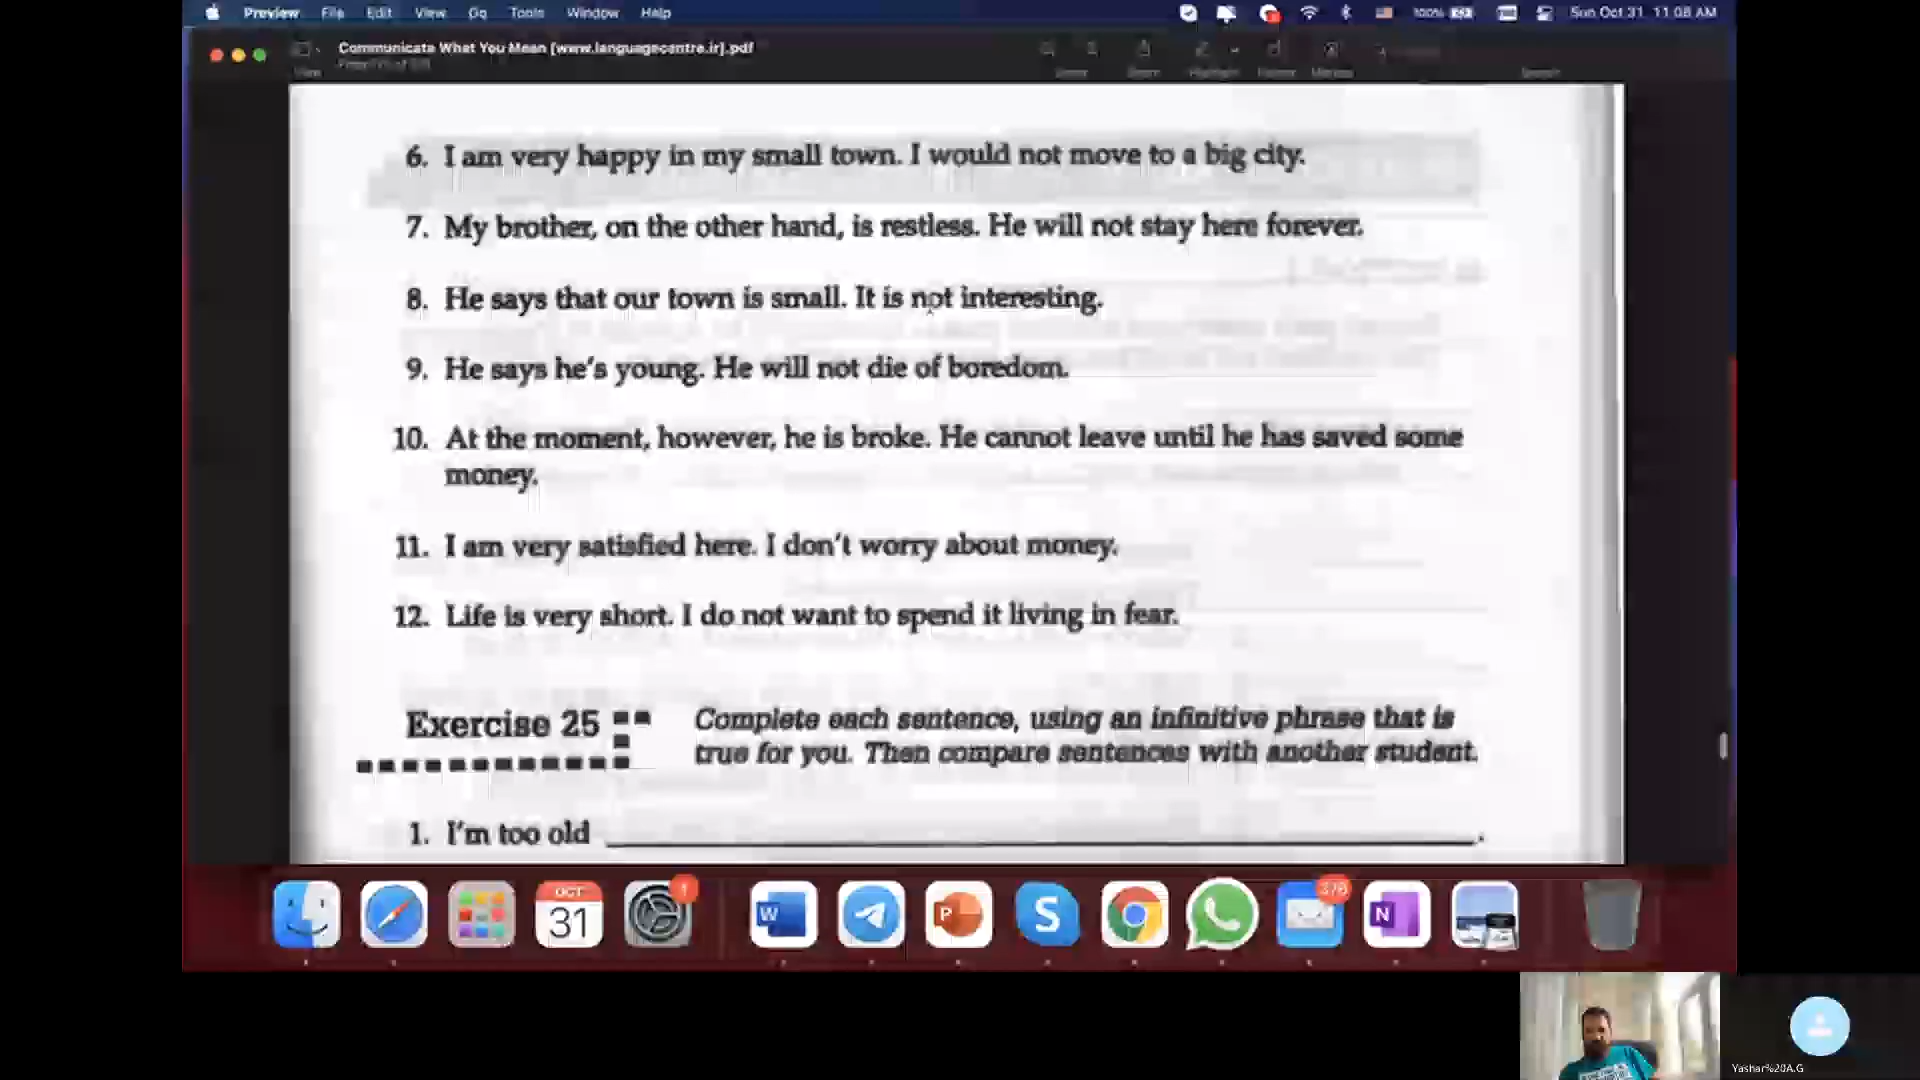 Preview File Edit View Go Tools Window Help 100% Sun Oct 31 11:08 AM
Communicate What You Mean [www.languagecentre.ir].pdf
6. I am very happy in my small town. I would not move to a big city.
7. My brother, on the other hand, is restless. He will not stay here forever.
8. He says that our town is small. It is not interesting.
9. He says he's young. He will not die of boredom.
10. At the moment, however, he is broke. He cannot leave until he has saved some
money.
11. I am very satisfied here. I don't worry about money.
12. Life is very short. I do not want to spend it living in fear.
Exercise 25 Complete each sentence, using an infinitive phrase that is
true for you. Then compare sentences with another student.
1. I'm too old .
OCT
31
W P S N
Yashar%20A.G